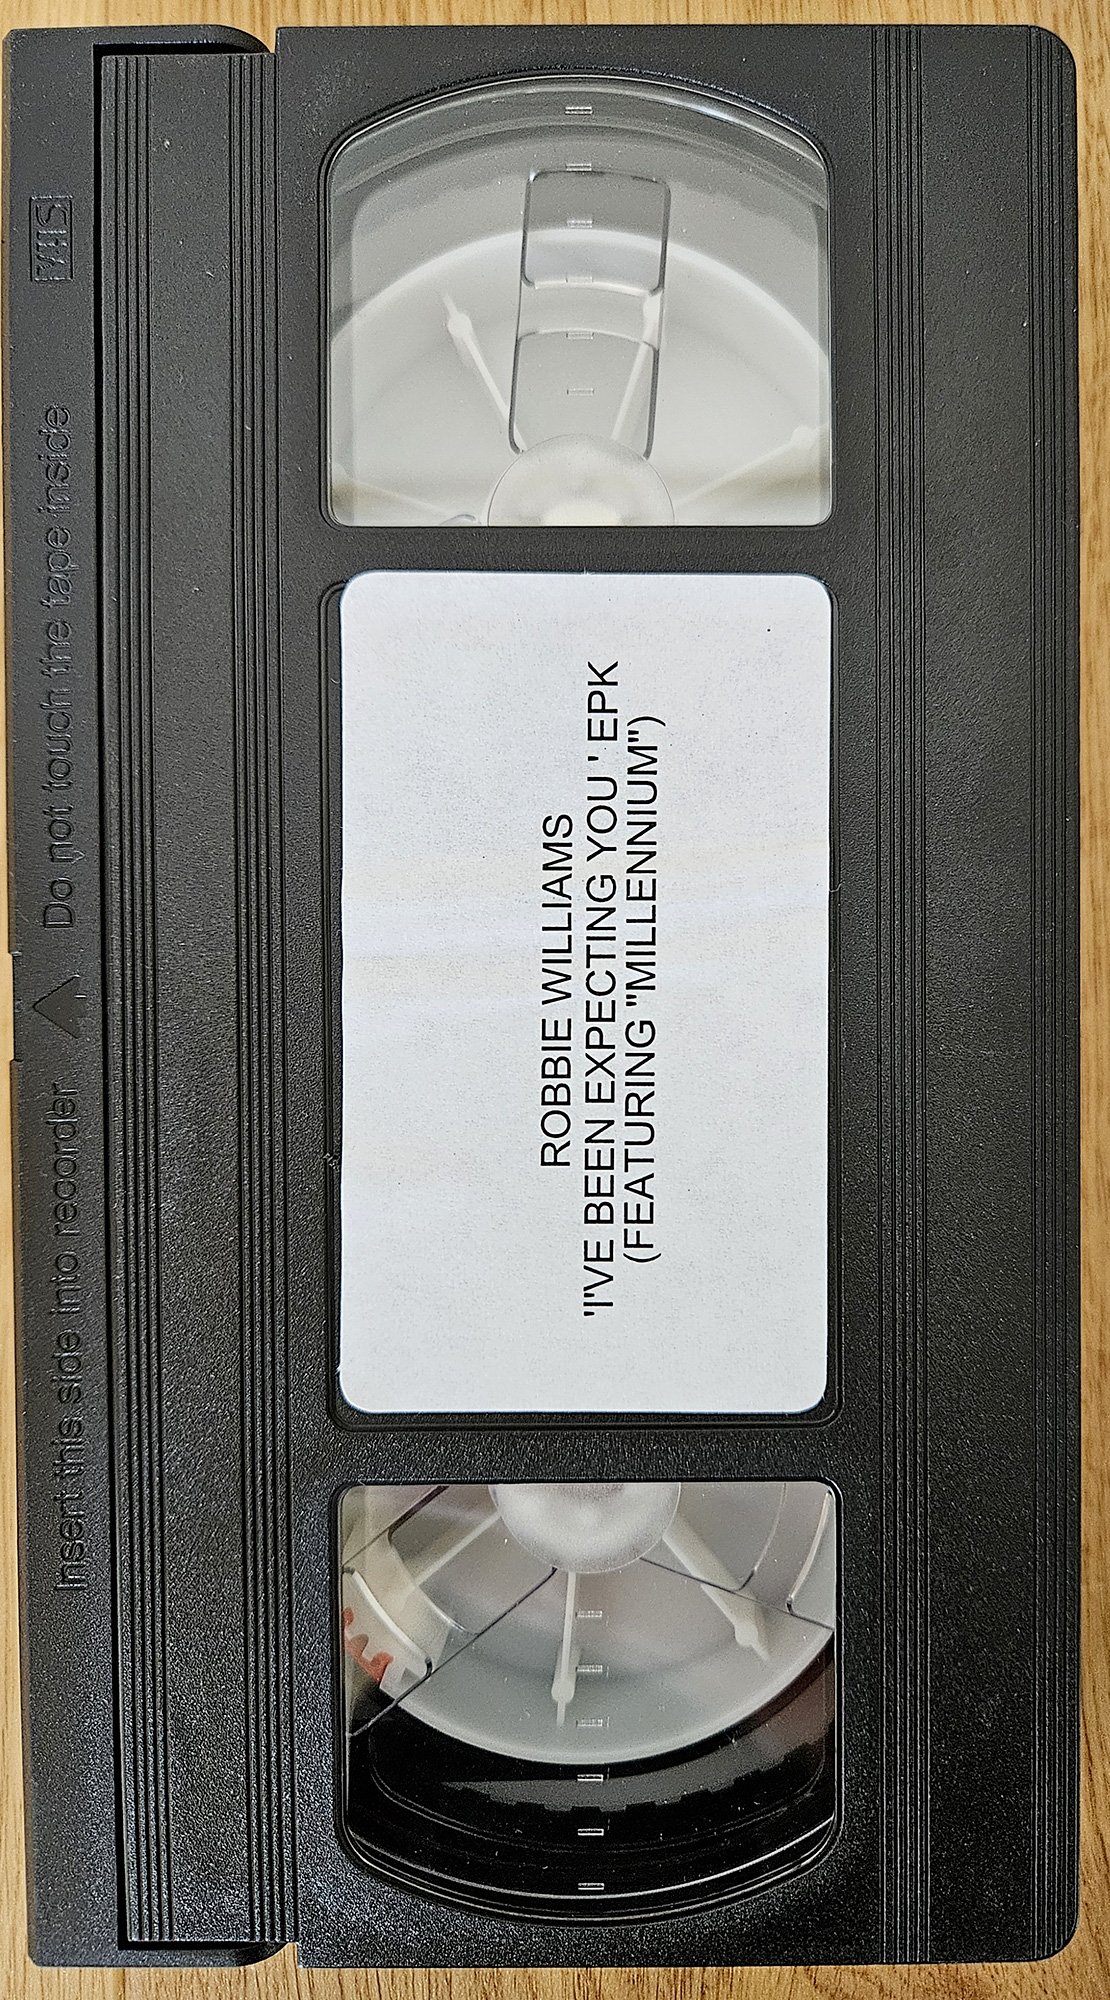 VHS
Insert this side into recorder ▲ Do not touch the tape inside
ROBBIE WILLIAMS
'I'VE BEEN EXPECTING YOU ' EPK
(FEATURING "MILLENNIUM")